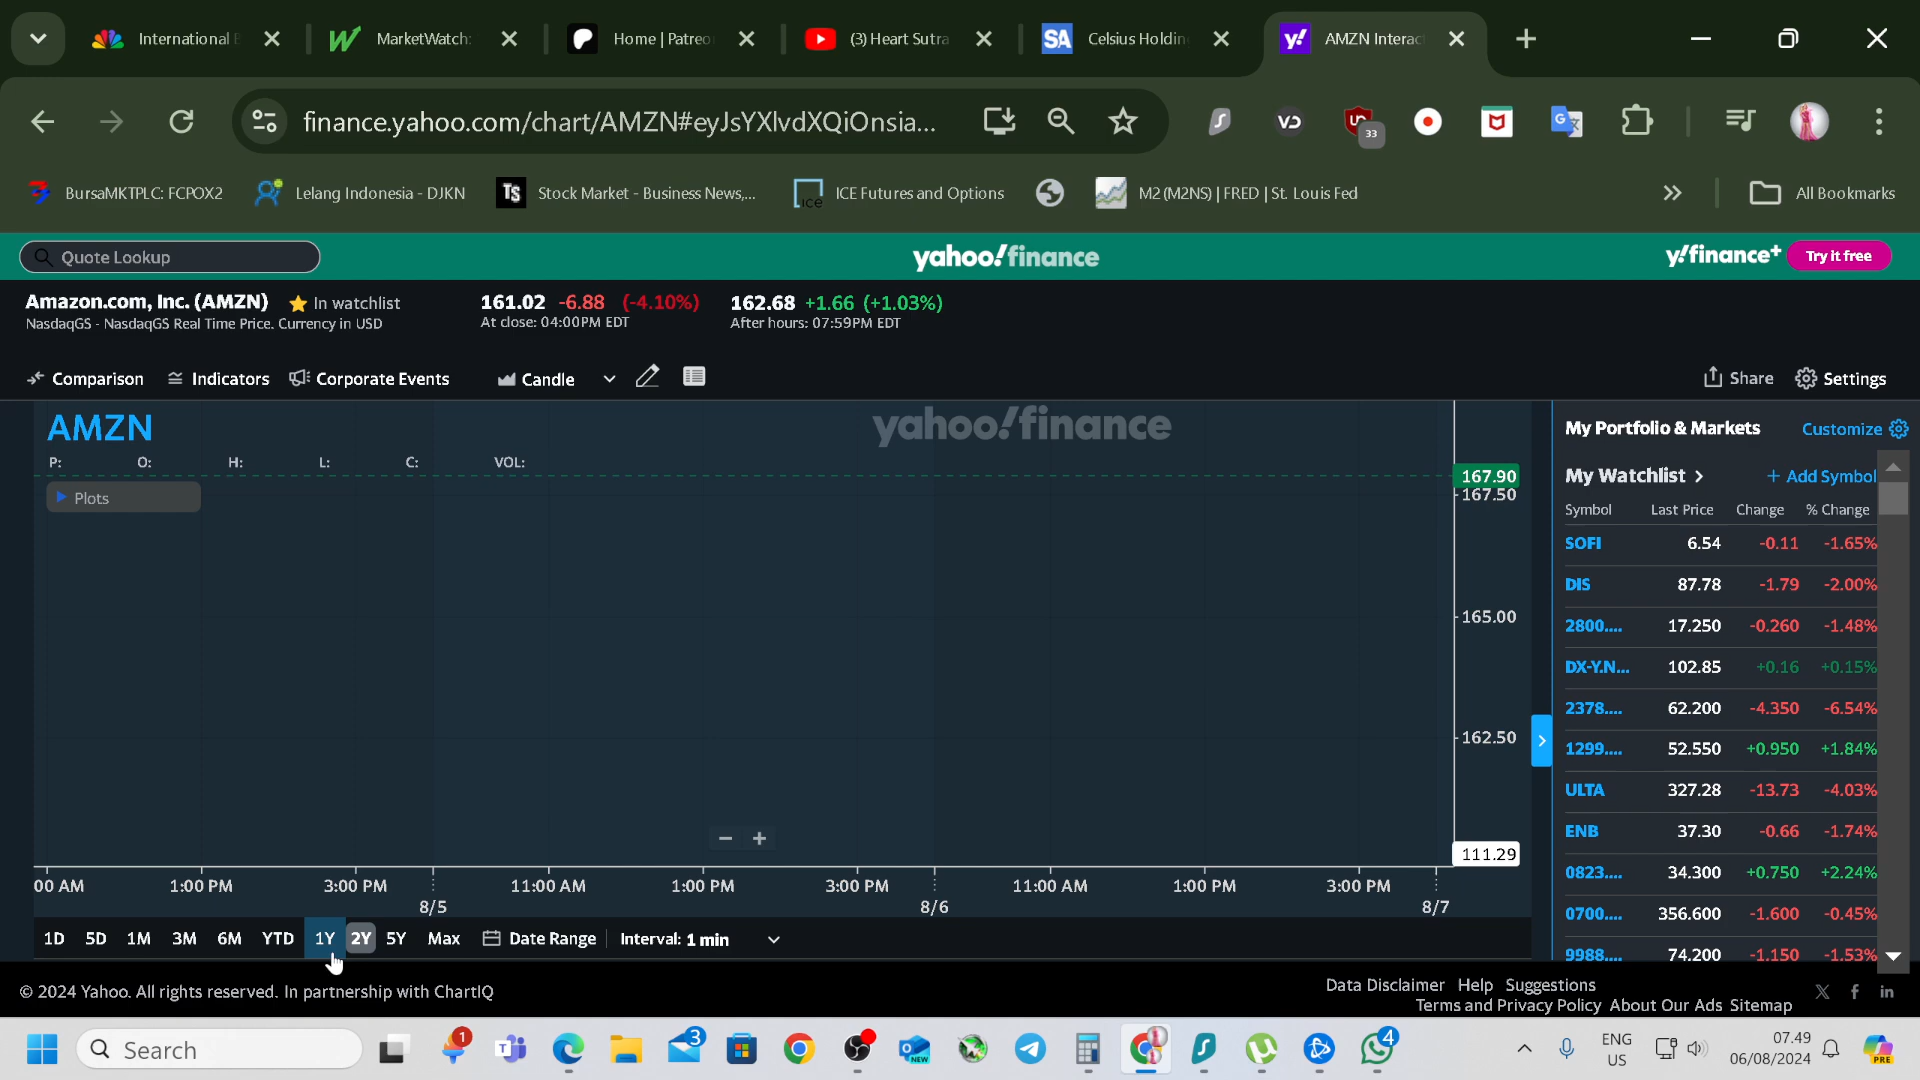 International B
MarketWatch:
Home | Patreo
(3) Heart Sutra
SA Celsius Holdin
y! AMZN Interac
finance.yahoo.com/chart/AMZN#eyJsYXlvdXQiOnsia...
VD
33
BursaMKTPLC: FCPOX2
Lelang Indonesia - DJKN
TS Stock Market - Business News,...
ice ICE Futures and Options
M2 (M2NS) | FRED | St. Louis Fed
»
All Bookmarks
Quote Lookup
yahoo!finance
y!finance+ Try it free
Amazon.com, Inc. (AMZN) In watchlist
NasdaqGS - NasdaqGS Real Time Price. Currency in USD
161.02 -6.88 (-4.10%)
At close: 04:00PM EDT
162.68 +1.66 (+1.03%)
After hours: 07:59PM EDT
Comparison Indicators Corporate Events Candle
Share Settings
AMZN
yahoo!finance
P: O: H: L: C: VOL:
Plots
167.90
167.50
165.00
162.50
111.29
00 AM 1:00 PM 3:00 PM 11:00 AM 1:00 PM 3:00 PM 11:00 AM 1:00 PM 3:00 PM
8/5 8/6 8/7
1D 5D 1M 3M 6M YTD 1Y 2Y 5Y Max Date Range Interval: 1 min
My Portfolio & Markets Customize
My Watchlist > + Add Symbol
Symbol Last Price Change % Change
SOFI 6.54 -0.11 -1.65%
DIS 87.78 -1.79 -2.00%
2800.... 17.250 -0.260 -1.48%
DX-Y.N... 102.85 +0.16 +0.15%
2378.... 62.200 -4.350 -6.54%
1299.... 52.550 +0.950 +1.84%
ULTA 327.28 -13.73 -4.03%
ENB 37.30 -0.66 -1.74%
0823.... 34.300 +0.750 +2.24%
0700.... 356.600 -1.600 -0.45%
9988.... 74.200 -1.150 -1.53%
© 2024 Yahoo. All rights reserved. In partnership with ChartIQ
Data Disclaimer Help Suggestions
Terms and Privacy Policy About Our Ads Sitemap
Search
1
3
NEW
4
ENG
US
07.49
06/08/2024
PRE